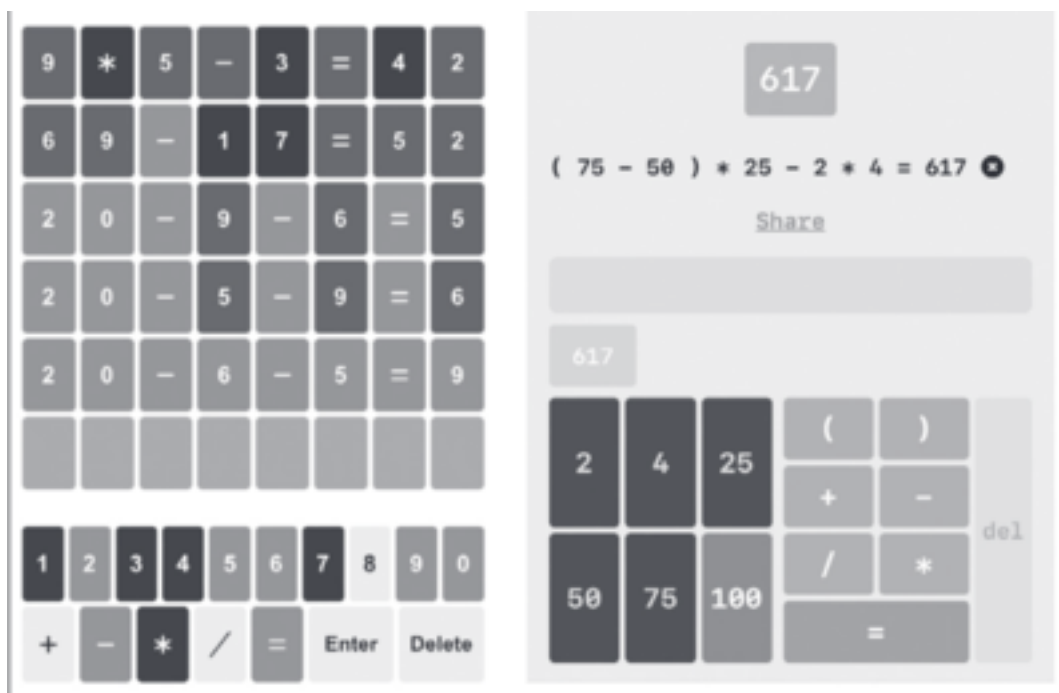 9 * 5 - 3 = 4 2
6 9 - 1 7 = 5 2
2 0 - 9 - 6 = 5
2 0 - 5 - 9 = 6
2 0 - 6 - 5 = 9
1 2 3 4 5 6 7 8 9 0
+ - * / = Enter Delete
617
( 75 - 50 ) * 25 - 2 * 4 = 617
Share
617
2 4 25
50 75 100
( )
+ -
/ *
=
del